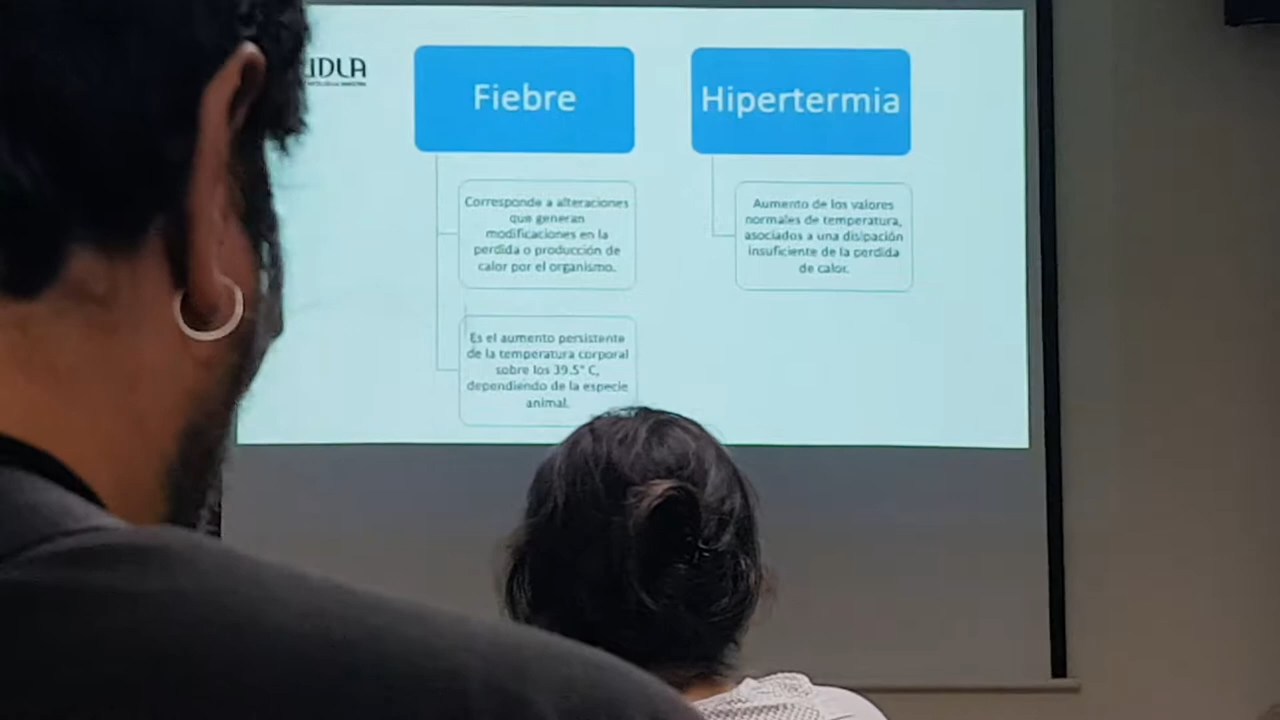 UDLA
Fiebre
Corresponde a alteraciones
que generan
modificaciones en la
perdida o producción de
calor por el organismo.
Es el aumento persistente
de la temperatura corporal
sobre los 39.5° C,
dependiendo de la especie
animal.
Hipertermia
Aumento de los valores
normales de temperatura,
asociados a una disipación
insuficiente de la perdida
de calor.